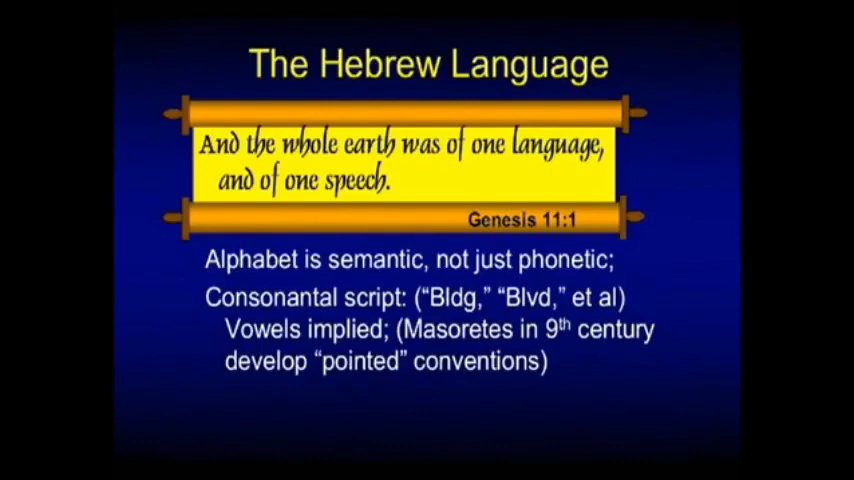 The Hebrew Language
And the whole earth was of one language,
and of one speech.
Genesis 11:1
Alphabet is semantic, not just phonetic;
Consonantal script: (“Bldg,” “Blvd,” et al)
Vowels implied; (Masoretes in 9th century
develop “pointed” conventions)